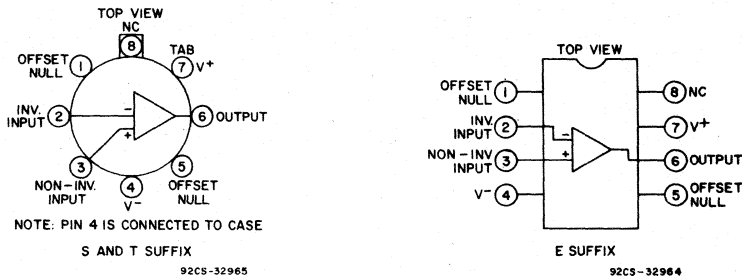 TOP VIEW
NC
8
TAB
OFFSET
NULL
1
7
V+
INV.
INPUT
2
-
+
6
OUTPUT
3
NON-INV.
INPUT
4
V-
5
OFFSET
NULL
NOTE: PIN 4 IS CONNECTED TO CASE
S AND T SUFFIX
92CS-32965
TOP VIEW
OFFSET
NULL
1
8
NC
INV.
INPUT
2
-
7
V+
NON-INV.
INPUT
3
+
6
OUTPUT
V-
4
5
OFFSET
NULL
E SUFFIX
92CS-32964